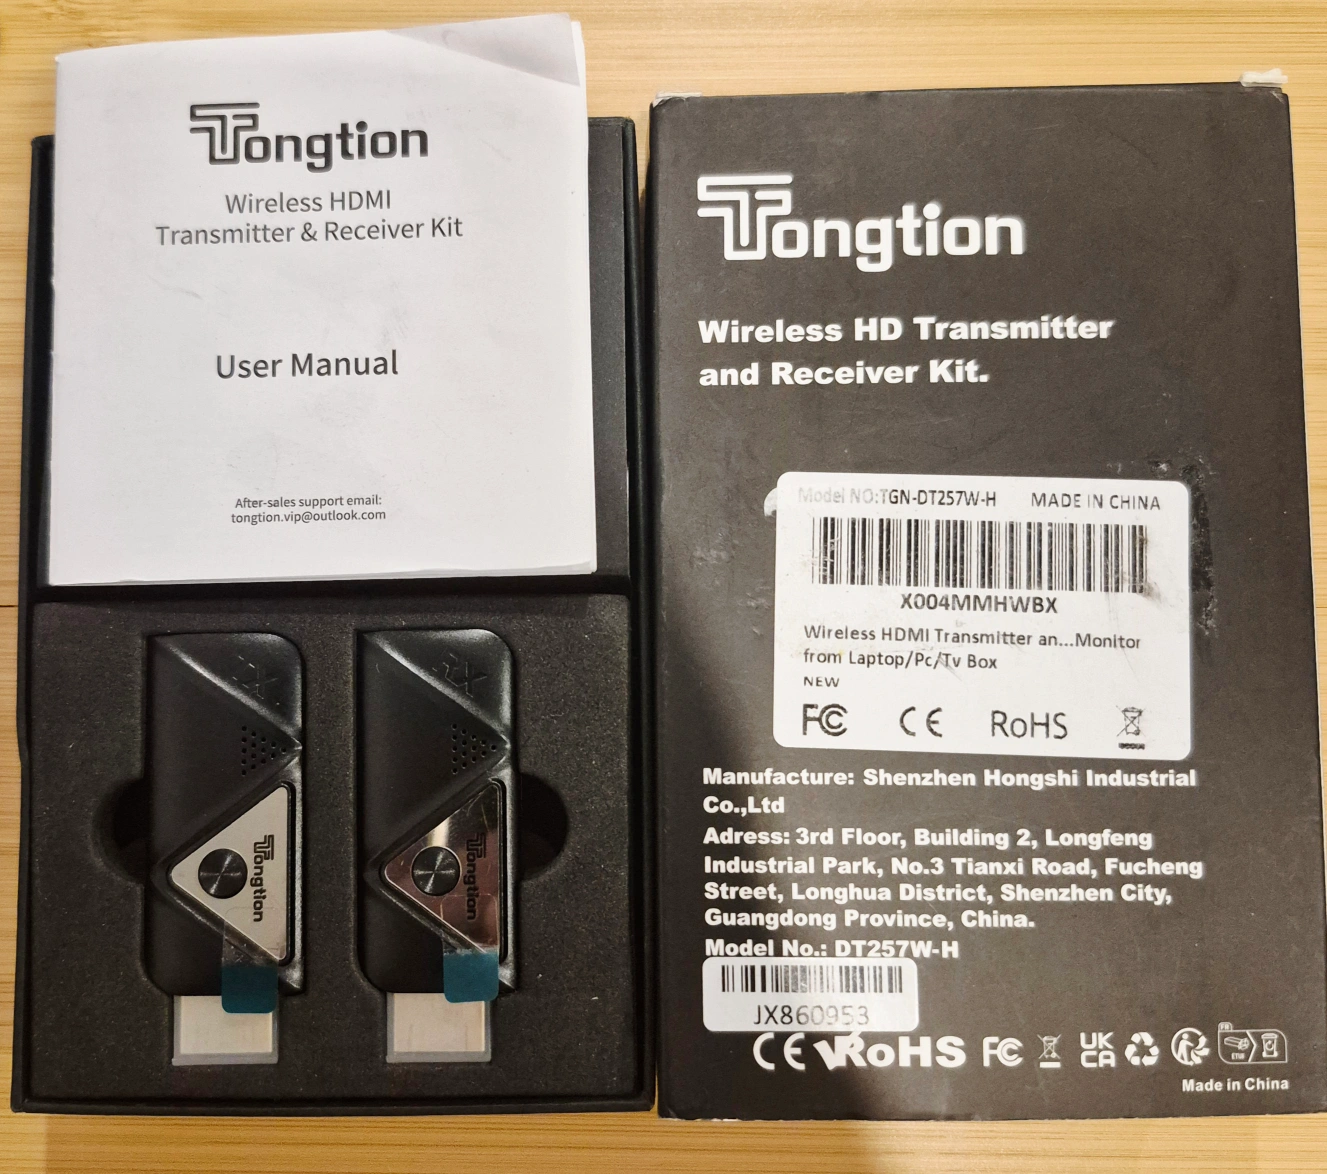 Tongtion
Wireless HDMI
Transmitter & Receiver Kit
User Manual
After-sales support email:
tongtion.vip@outlook.com
Tongtion
Tongtion
Tongtion
Wireless HD Transmitter
and Receiver Kit.
Model NO:TGN-DT257W-H MADE IN CHINA
X004MMHWBX
Wireless HDMI Transmitter an...Monitor
from Laptop/Pc/Tv Box
NEW
FC CE RoHS
Manufacture: Shenzhen Hongshi Industrial
Co.,Ltd
Adress: 3rd Floor, Building 2, Longfeng
Industrial Park, No.3 Tianxi Road, Fucheng
Street, Longhua District, Shenzhen City,
Guangdong Province, China.
Model No.: DT257W-H
JX860953
CE RoHS FC UK CA FR ETUI
Made in China